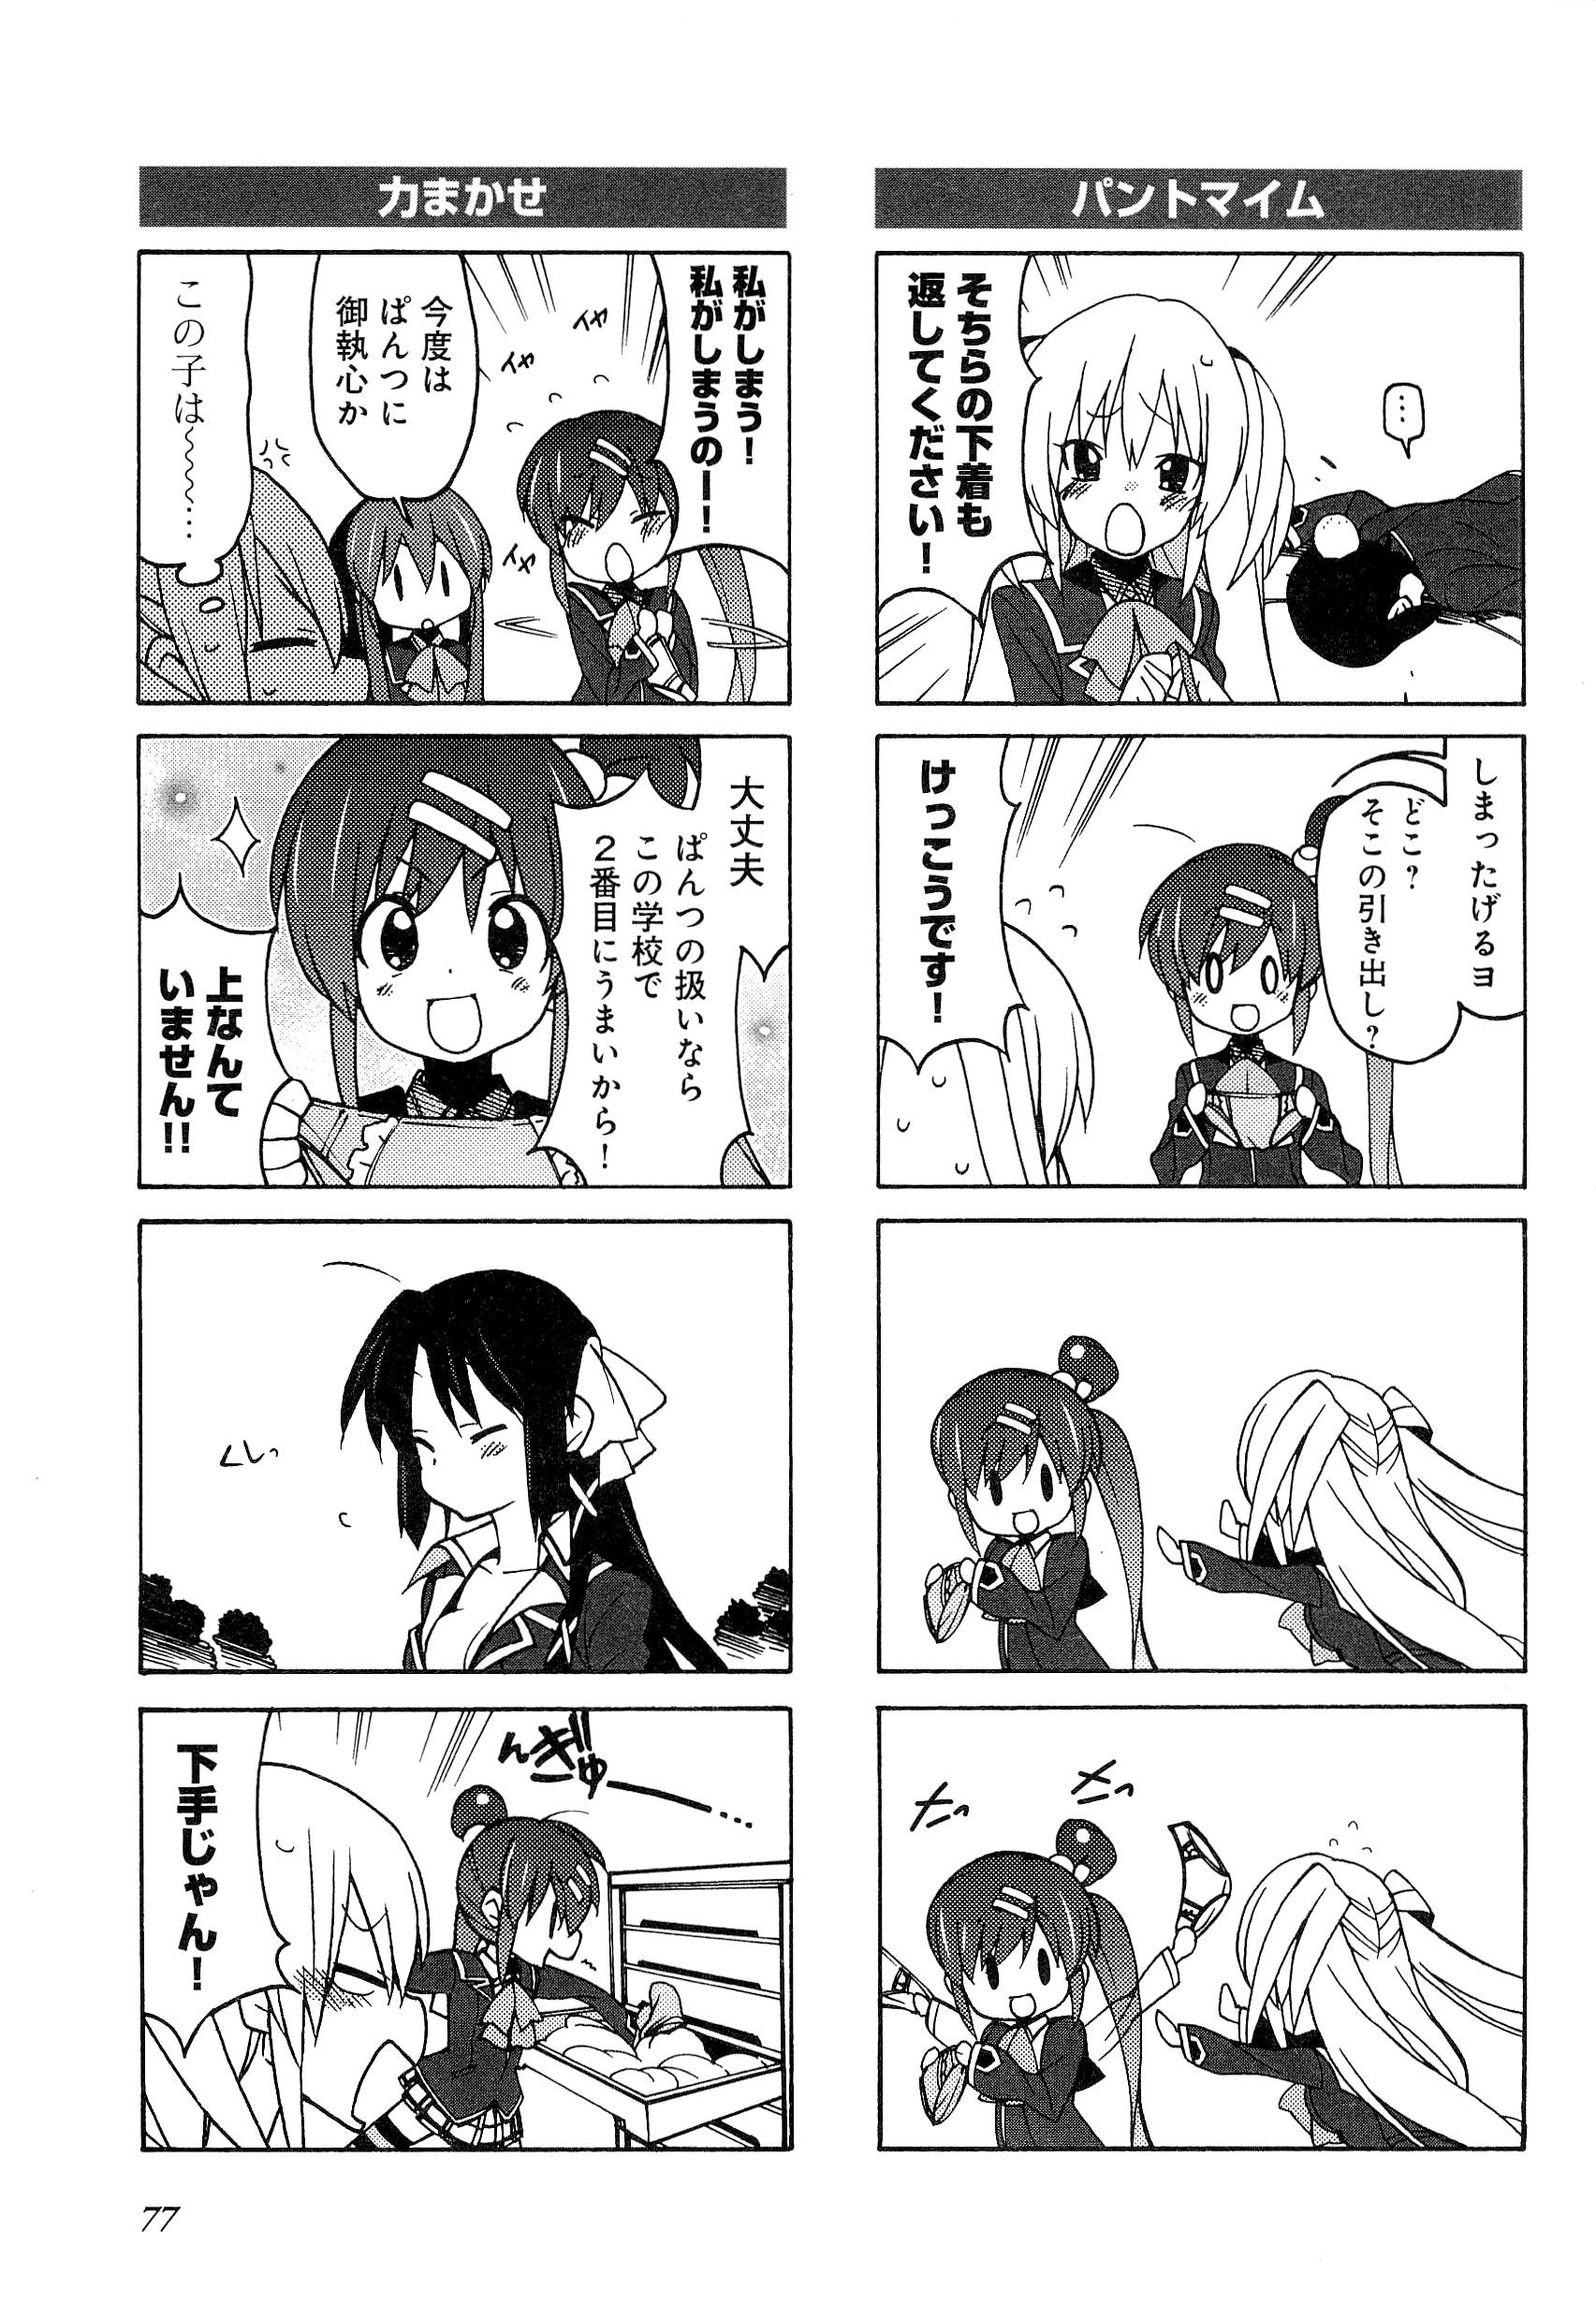 パントマイム
そちらの下着も
返してください!
…
しまったげるヨ
どこ?
そこの引き出し?
けっこうです!
たっ
たっ
力まかせ
私がしまう!
私がしまうのー!
イヤ
イヤ
イヤ
今度は
ぱんつに
御執心か
この子は〜〜〜…
大丈夫
ぱんつの扱いなら
この学校で
2番目にうまいから!
上なんて
いません!!
くしっ
ぎゅ
下手じゃん!
77